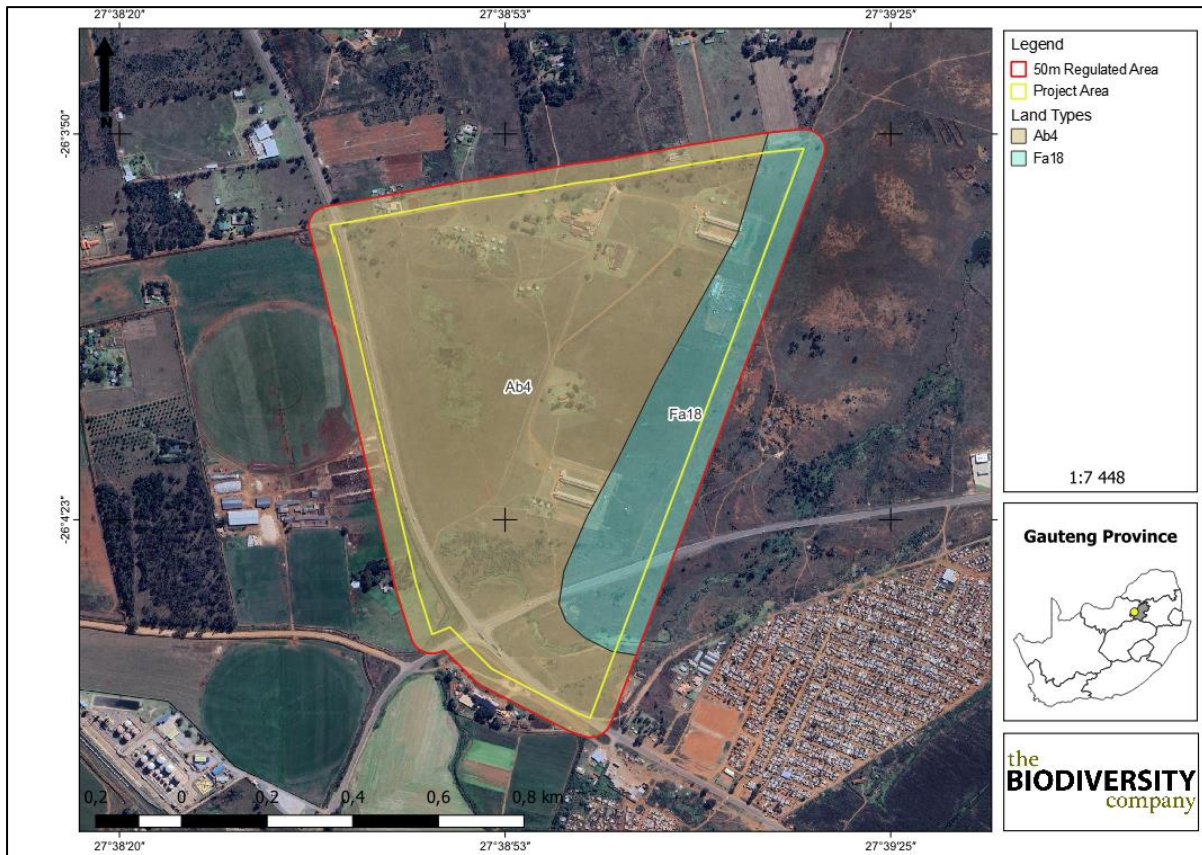 27°38'20"
27°38'53"
27°39'25"
-26°3'50"
-26°4'23"
N
Ab4
Fa18
0,2
0
0,2
0,4
0,6
0,8 km
27°38'20"
27°38'53"
27°39'25"
Legend
50m Regulated Area
Project Area
Land Types
Ab4
Fa18
1:7 448
Gauteng Province
the
BIODIVERSITY
company